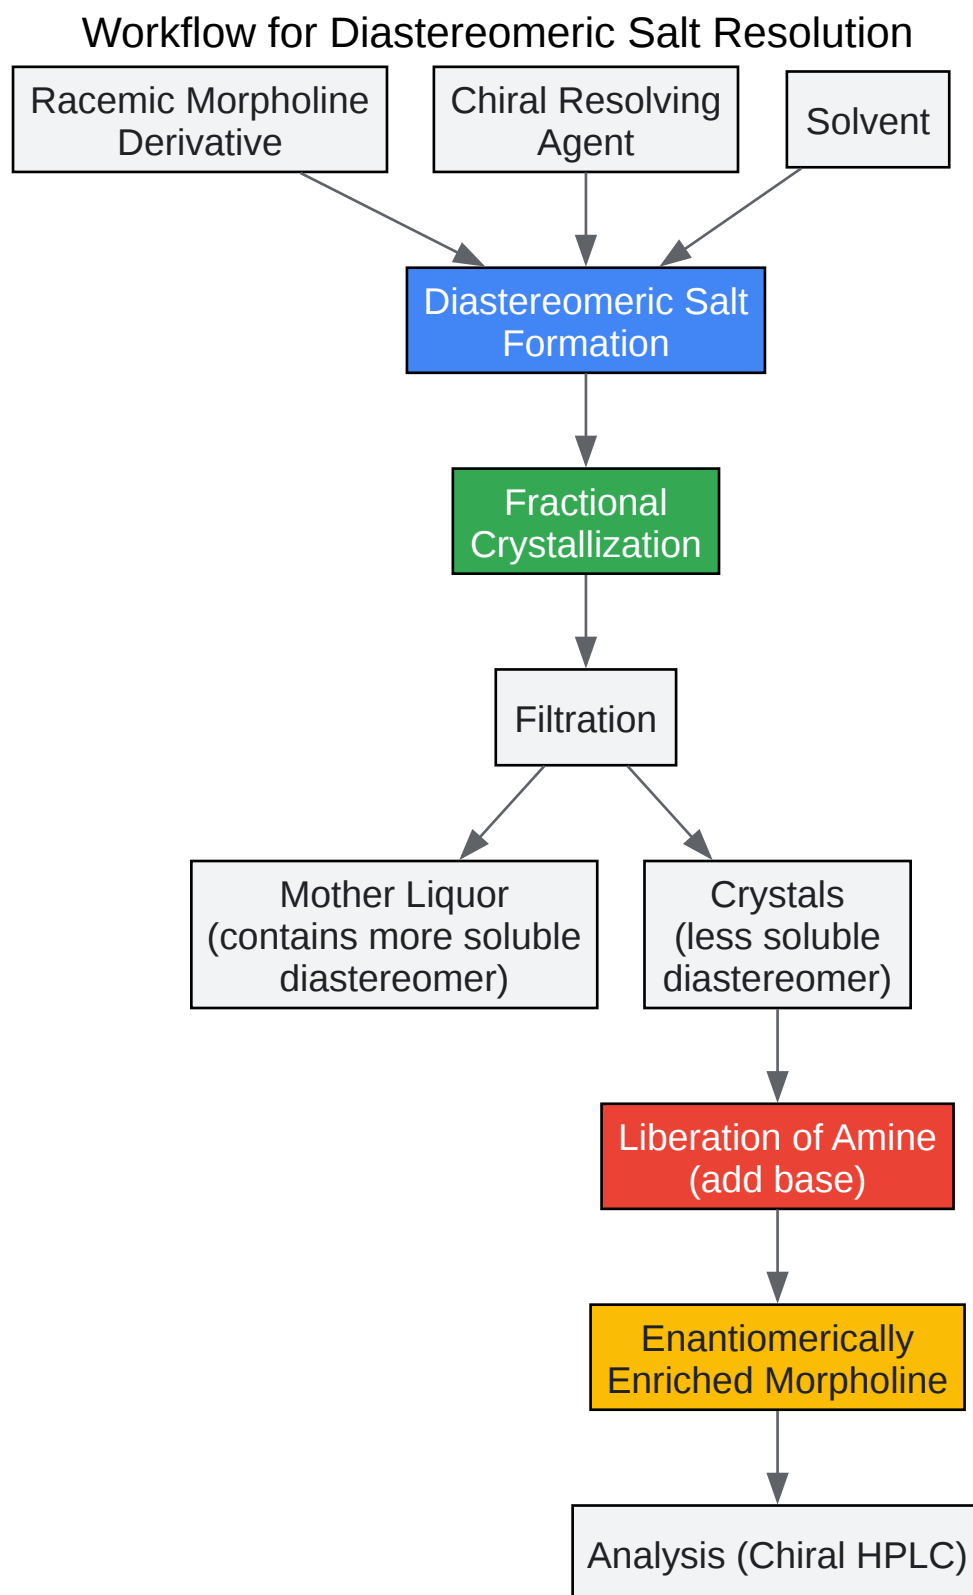 Workflow for Diastereomeric Salt Resolution
Racemic Morpholine
Derivative
Chiral Resolving
Agent
Solvent
Diastereomeric Salt
Formation
Fractional
Crystallization
Filtration
Mother Liquor
(contains more soluble
diastereomer)
Crystals
(less soluble
diastereomer)
Liberation of Amine
(add base)
Enantiomerically
Enriched Morpholine
Analysis (Chiral HPLC)